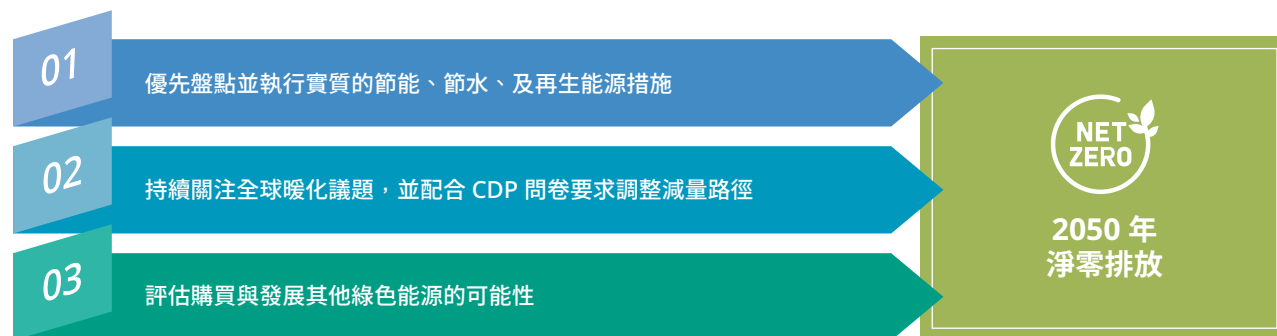 01
優先盤點並執行實質的節能、節水、及再生能源措施
02
持續關注全球暖化議題，並配合 CDP 問卷要求調整減量路徑
03
評估購買與發展其他綠色能源的可能性
NET
ZERO
2050 年
淨零排放